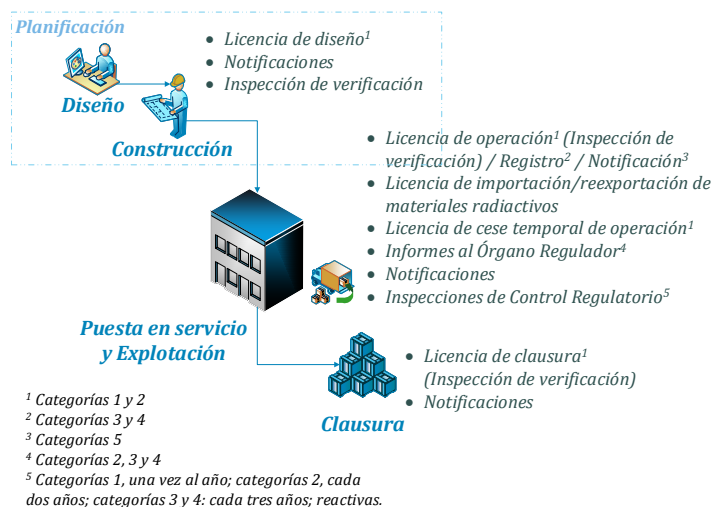 Planificación
Diseño
Construcción
• Licencia de diseño¹
• Notificaciones
• Inspección de verificación
• Licencia de operación¹ (Inspección de
verificación) / Registro² / Notificación³
• Licencia de importación/reexportación de
materiales radiactivos
• Licencia de cese temporal de operación¹
• Informes al Órgano Regulador⁴
• Notificaciones
• Inspecciones de Control Regulatorio⁵
Puesta en servicio
y Explotación
• Licencia de clausura¹
(Inspección de verificación)
• Notificaciones
Clausura
¹ Categorías 1 y 2
² Categorías 3 y 4
³ Categorías 5
⁴ Categorías 2, 3 y 4
⁵ Categorías 1, una vez al año; categorías 2, cada
dos años; categorías 3 y 4: cada tres años; reactivas.